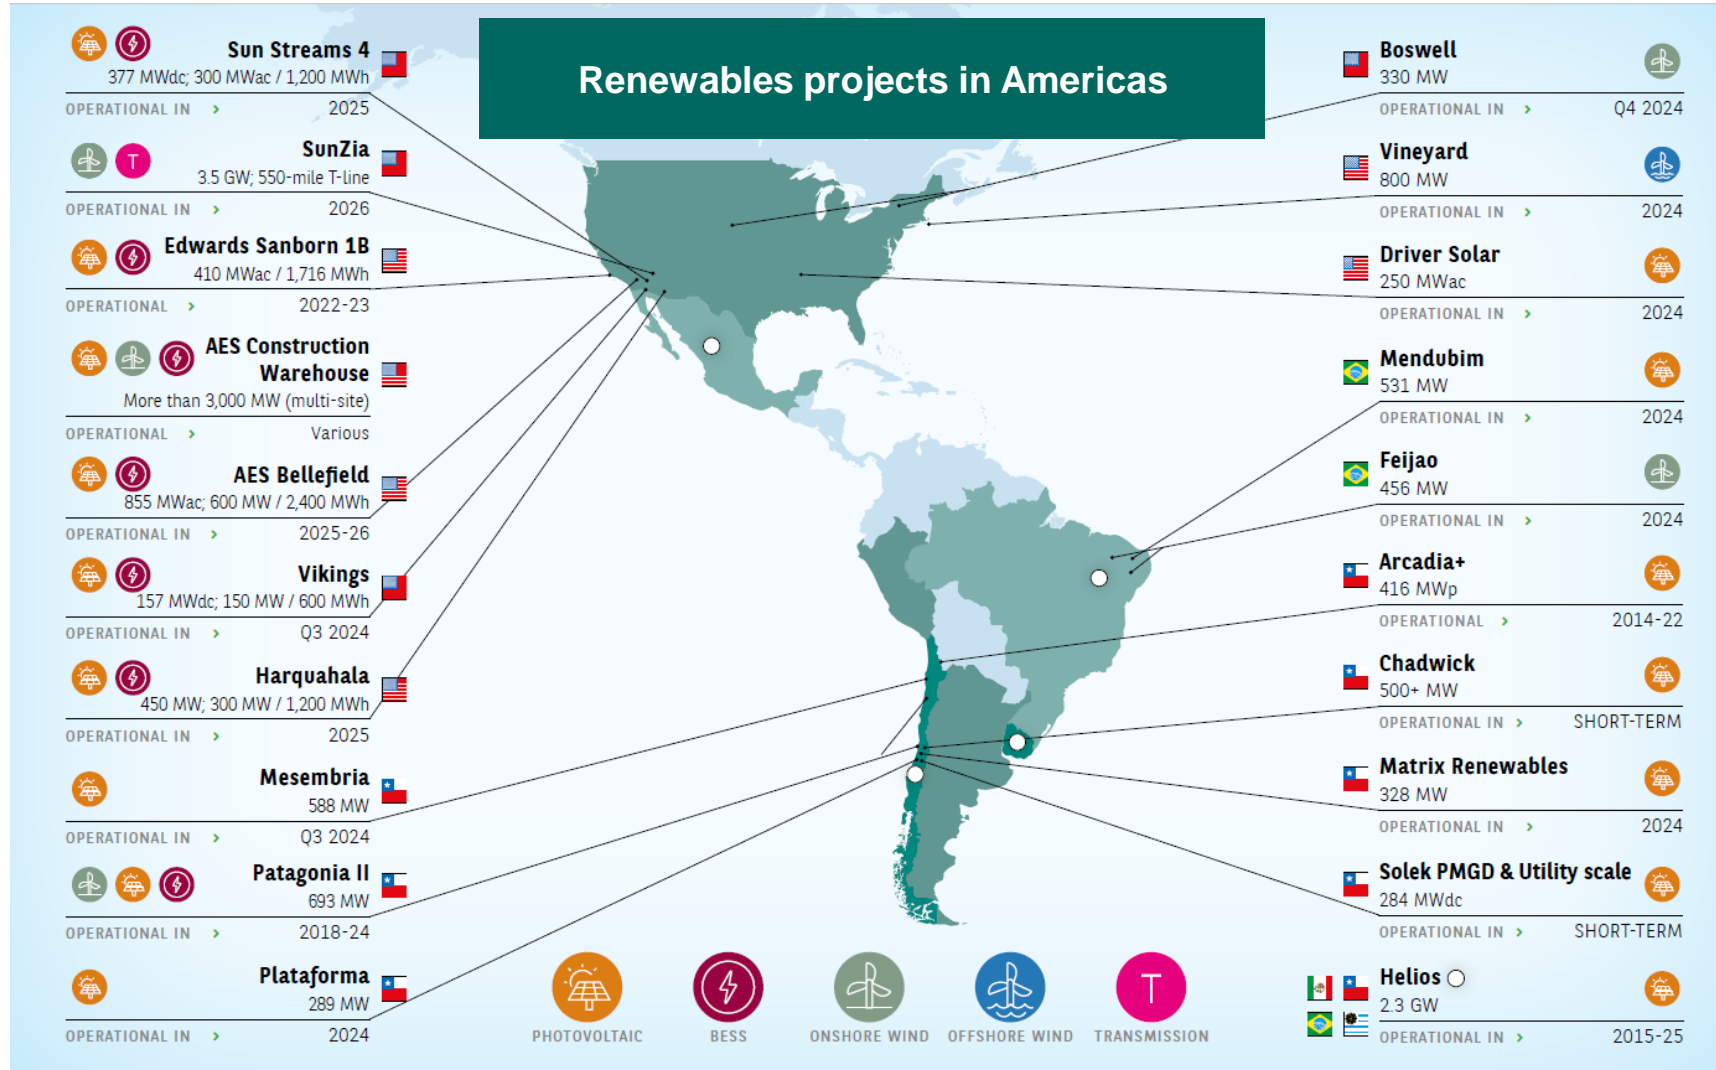 Renewables projects in Americas
Sun Streams 4
377 MWdc; 300 MWac / 1,200 MWh
OPERATIONAL IN > 2025
SunZia
3.5 GW; 550-mile T-line
OPERATIONAL IN > 2026
Edwards Sanborn 1B
410 MWac / 1,716 MWh
OPERATIONAL > 2022-23
AES Construction
Warehouse
More than 3,000 MW (multi-site)
OPERATIONAL > Various
AES Bellefield
855 MWac; 600 MW / 2,400 MWh
OPERATIONAL IN > 2025-26
Vikings
157 MWdc; 150 MW / 600 MWh
OPERATIONAL IN > Q3 2024
Harquahala
450 MW; 300 MW / 1,200 MWh
OPERATIONAL IN > 2025
Mesembria
588 MW
OPERATIONAL IN > Q3 2024
Patagonia II
693 MW
OPERATIONAL IN > 2018-24
Plataforma
289 MW
OPERATIONAL IN > 2024
Boswell
330 MW
OPERATIONAL IN > Q4 2024
Vineyard
800 MW
OPERATIONAL IN > 2024
Driver Solar
250 MWac
OPERATIONAL IN > 2024
Mendubim
531 MW
OPERATIONAL IN > 2024
Feijao
456 MW
OPERATIONAL IN > 2024
Arcadia+
416 MWp
OPERATIONAL > 2014-22
Chadwick
500+ MW
OPERATIONAL IN > SHORT-TERM
Matrix Renewables
328 MW
OPERATIONAL IN > 2024
Solek PMGD & Utility scale
284 MWdc
OPERATIONAL IN > SHORT-TERM
Helios
2.3 GW
OPERATIONAL IN > 2015-25
T
T
PHOTOVOLTAIC BESS ONSHORE WIND OFFSHORE WIND TRANSMISSION